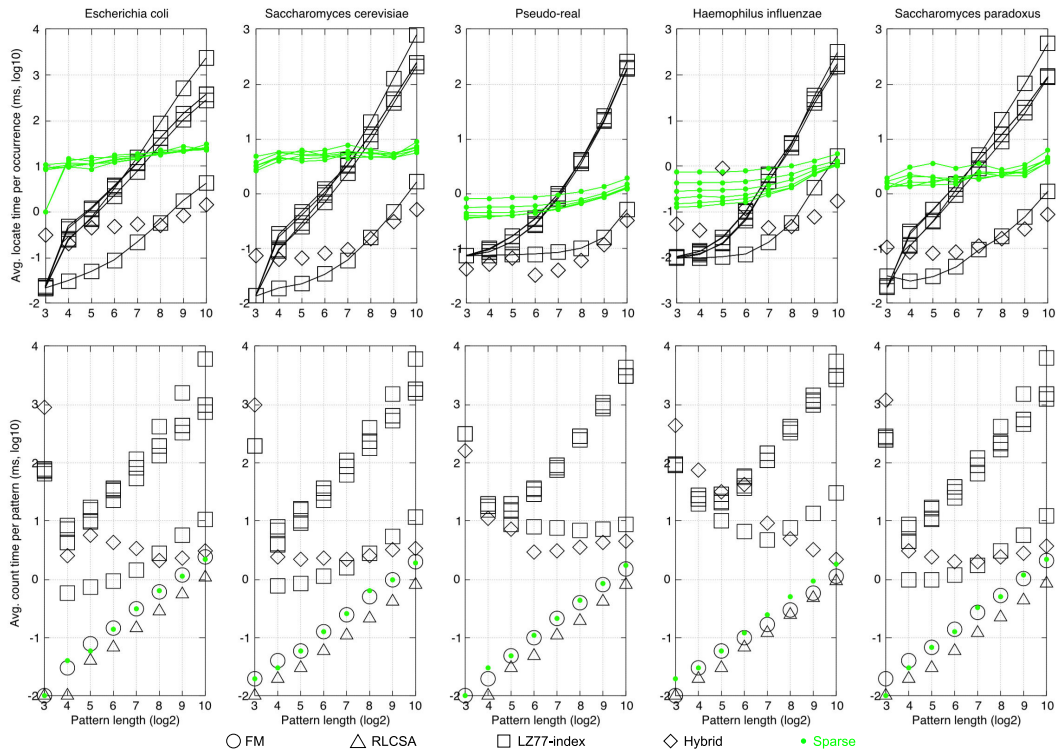 Escherichia coli
Saccharomyces cerevisiae
Pseudo-real
Haemophilus influenzae
Saccharomyces paradoxus
Avg. locate time per occurrence (ms, log10)
4 3 2 1 0 -1 -2
3 2 1 0 -1 -2
3 2 1 0 -1 -2
3 2 1 0 -1 -2
3 2 1 0 -1 -2
3 4 5 6 7 8 9 10
3 4 5 6 7 8 9 10
3 4 5 6 7 8 9 10
3 4 5 6 7 8 9 10
3 4 5 6 7 8 9 10
Avg. count time per pattern (ms, log10)
4 3 2 1 0 -1 -2
4 3 2 1 0 -1 -2
4 3 2 1 0 -1 -2
4 3 2 1 0 -1 -2
4 3 2 1 0 -1 -2
3 4 5 6 7 8 9 10
3 4 5 6 7 8 9 10
3 4 5 6 7 8 9 10
3 4 5 6 7 8 9 10
3 4 5 6 7 8 9 10
Pattern length (log2)
Pattern length (log2)
Pattern length (log2)
Pattern length (log2)
Pattern length (log2)
FM
RLCSA
LZ77-index
Hybrid
Sparse